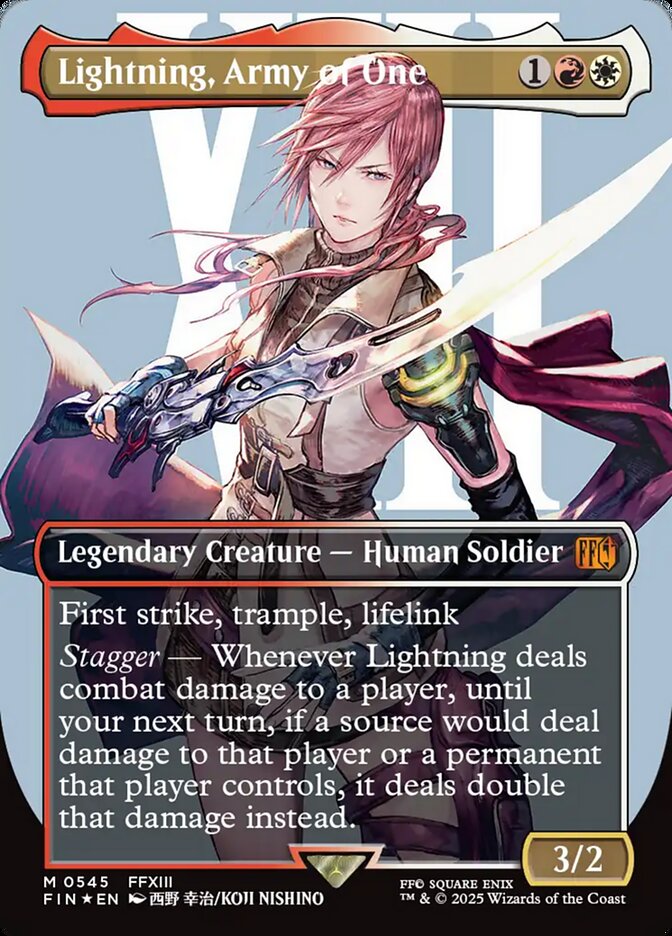 Lightning, Army of One 1
XIII
Legendary Creature — Human Soldier FF
First strike, trample, lifelink
Stagger — Whenever Lightning deals
combat damage to a player, until
your next turn, if a source would deal
damage to that player or a permanent
that player controls, it deals double
that damage instead.
3/2
M 0545 FFXIII
FIN★EN 西野 幸治/KOJI NISHINO
FF© SQUARE ENIX
™ & © 2025 Wizards of the Coast